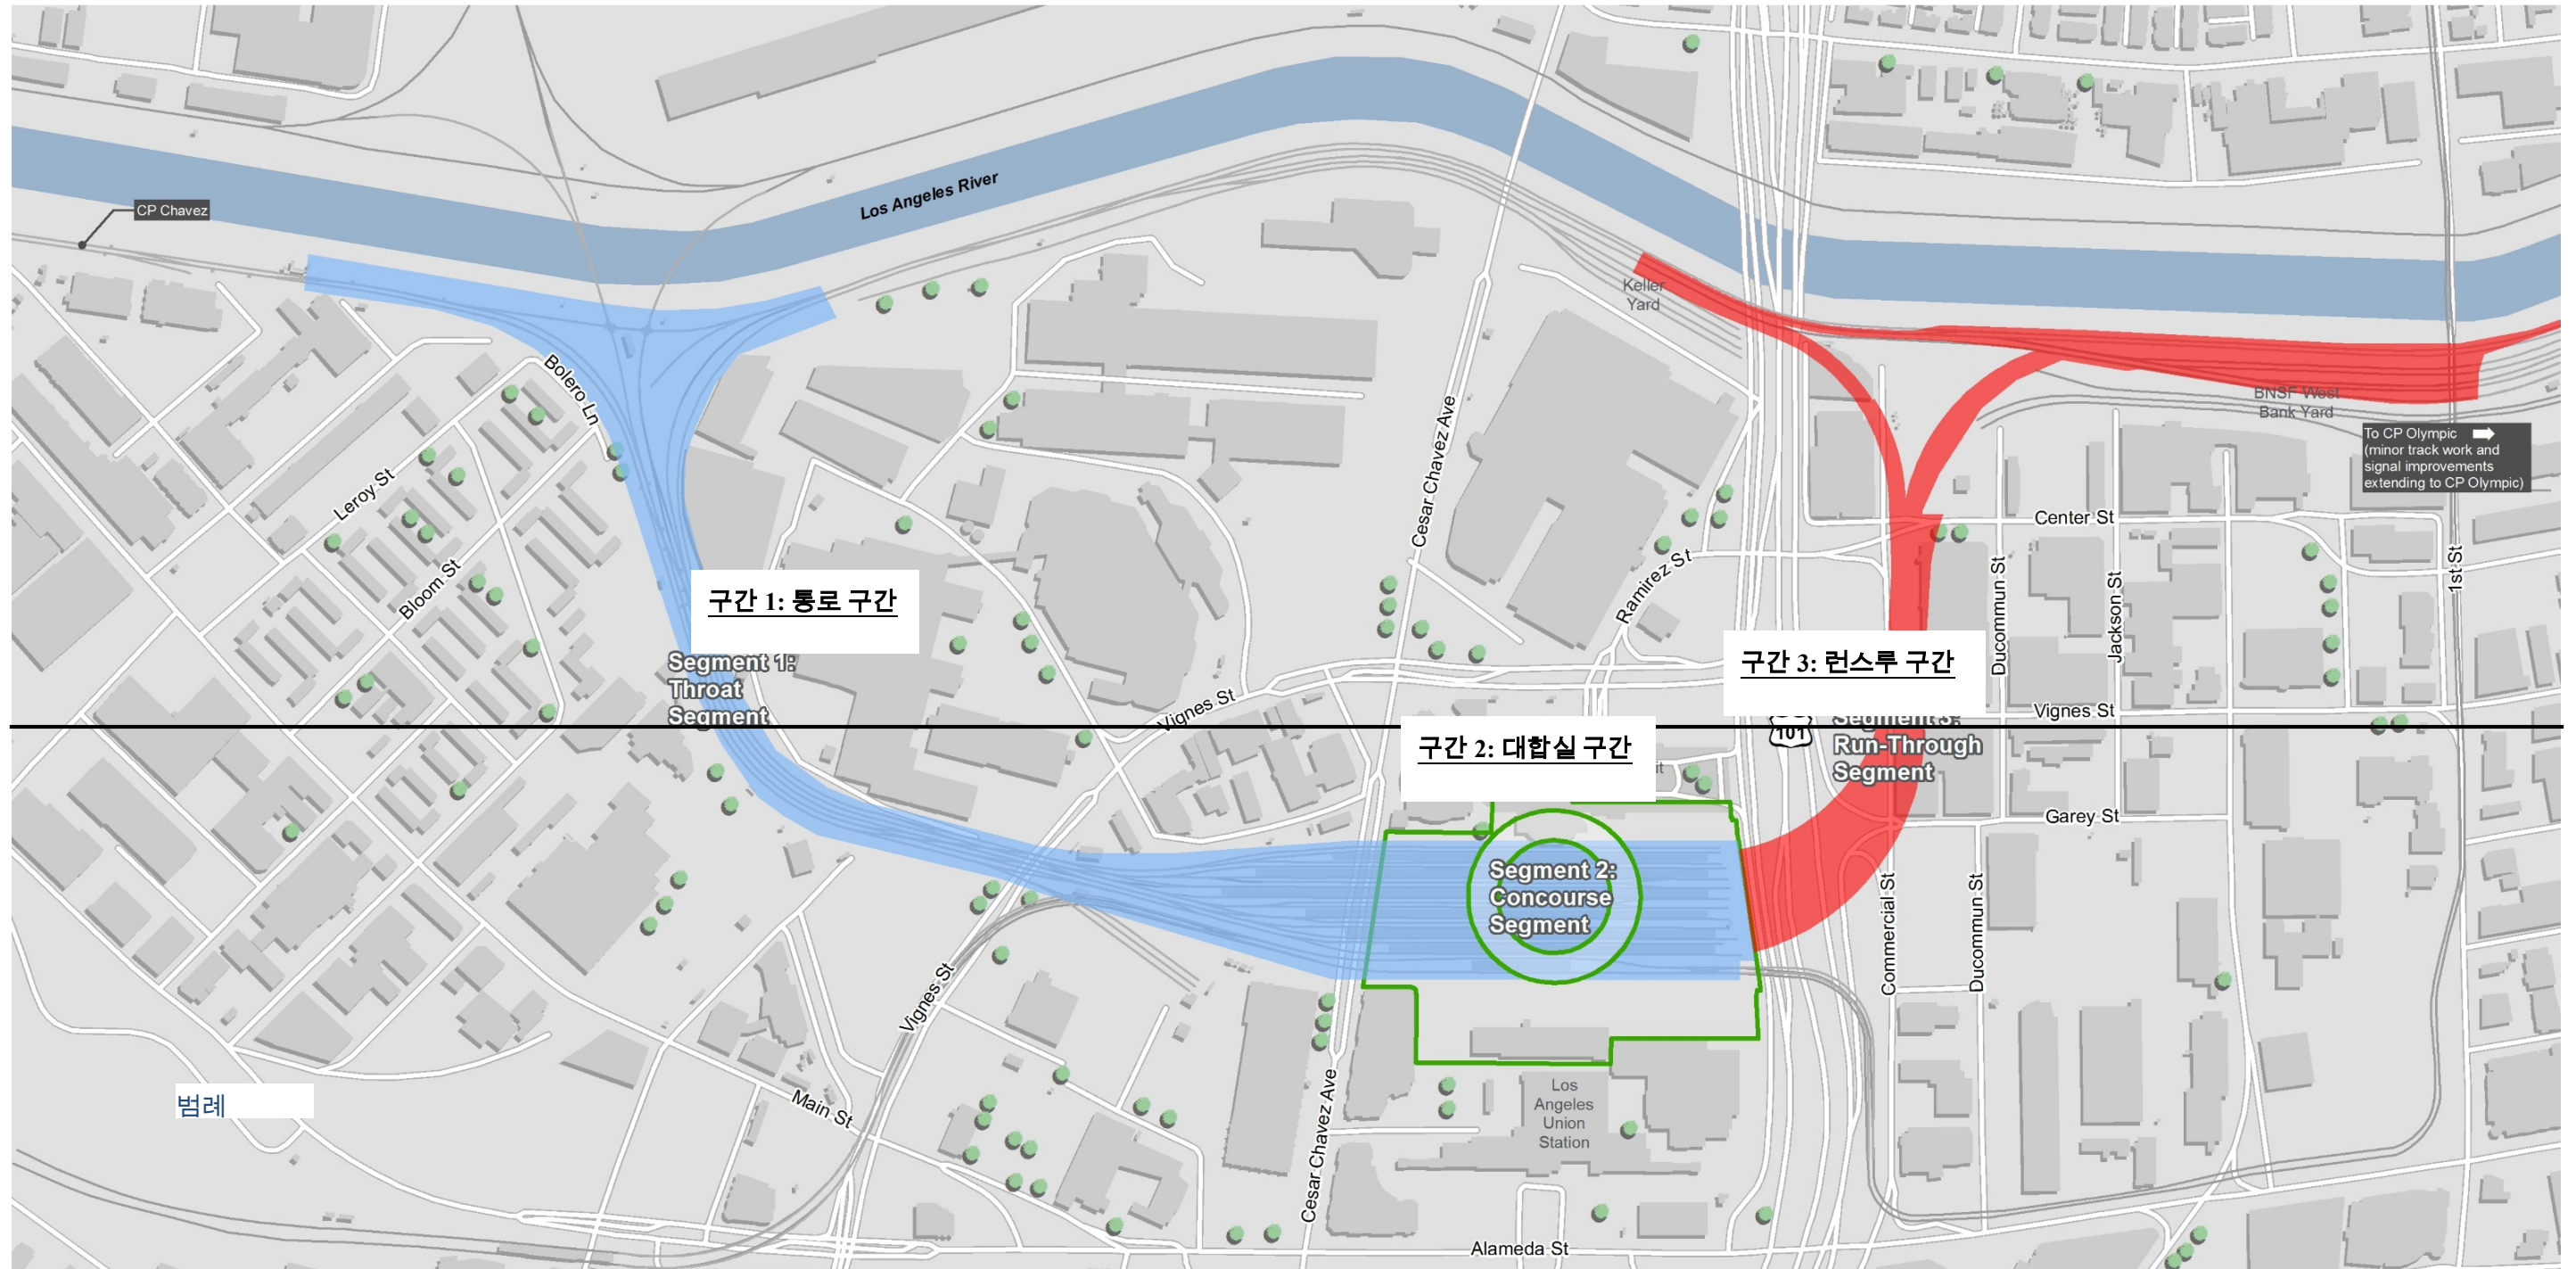 Los Angeles River
CP Chavez
Keller
Yard
BNSF West
Bank Yard
To CP Olympic
(minor track work and
signal improvements
extending to CP Olympic)
Bolero Ln
Leroy St
Bloom St
Cesar Chavez Ave
Ramirez St
Center St
Ducommun St
Jackson St
1st St
구간 1: 통로 구간
Segment 1:
Throat
Segment
구간 3: 런스루 구간
Vignes St
Vignes St
구간 2: 대합실 구간
101
Segment 3:
Run-Through
Segment
Garey St
Segment 2:
Concourse
Segment
Commercial St
Ducommun St
Vignes St
Main St
Cesar Chavez Ave
Los
Angeles
Union
Station
범례
Alameda St